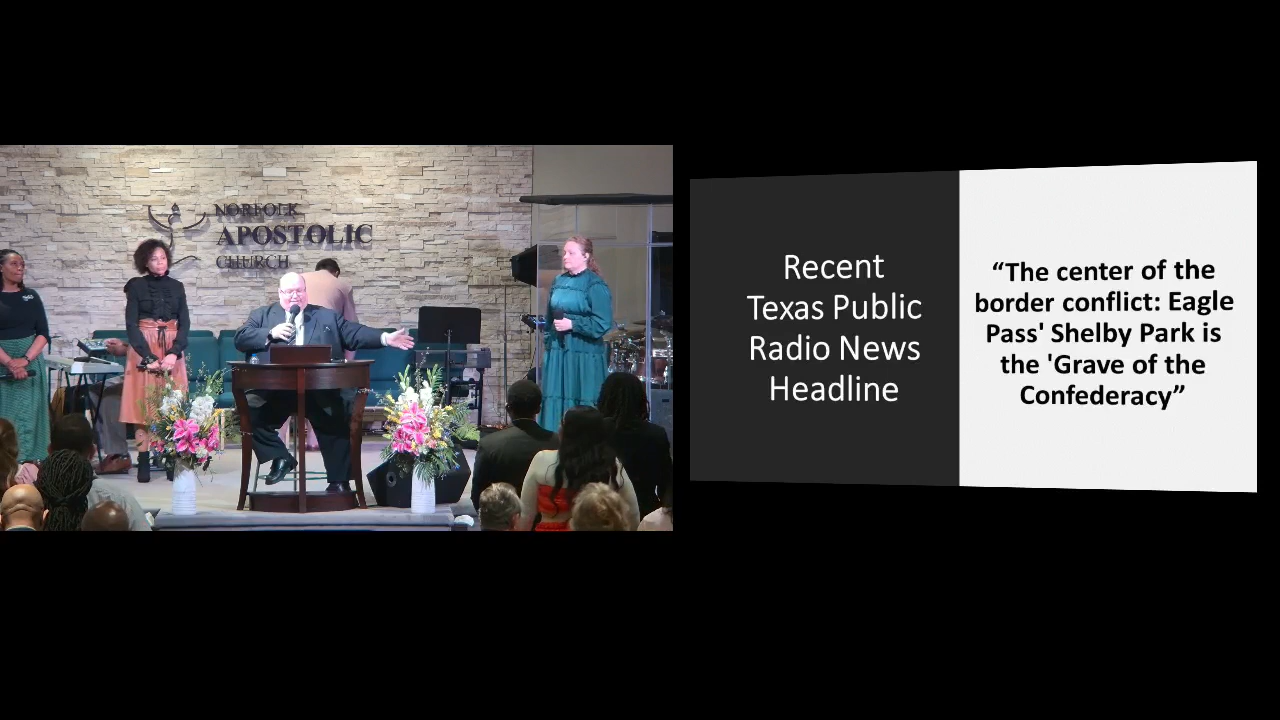 NORFOLK
APOSTOLIC
CHURCH
Recent
Texas Public
Radio News
Headline
“The center of the
border conflict: Eagle
Pass' Shelby Park is
the 'Grave of the
Confederacy”